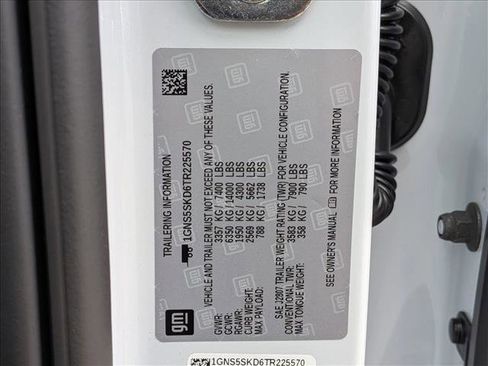 TRAILERING INFORMATION
1GNS5SKD6TR225570
VEHICLE AND TRAILER MUST NOT EXCEED ANY OF THESE VALUES.
GVWR: 3357 KG / 7400 LBS
GCWR: 6350 KG / 14000 LBS
RGAWR: 1950 KG / 4300 LBS
CURB WEIGHT: 2569 KG / 5662 LBS
MAX PAYLOAD: 788 KG / 1738 LBS
SAE J2807 TRAILER WEIGHT RATING (TWR) FOR VEHICLE CONFIGURATION.
CONVENTIONAL TWR: 3583 KG / 7900 LBS
MAX TONGUE WEIGHT: 358 KG / 790 LBS
SEE OWNER'S MANUAL FOR MORE INFORMATION
gm
1GNS5SKD6TR225570